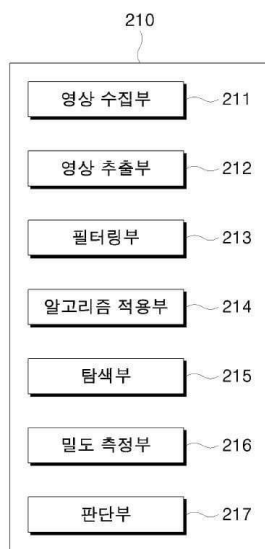 210
영상 수집부 211
영상 추출부 212
필터링부 213
알고리즘 적용부 214
탐색부 215
밀도 측정부 216
판단부 217